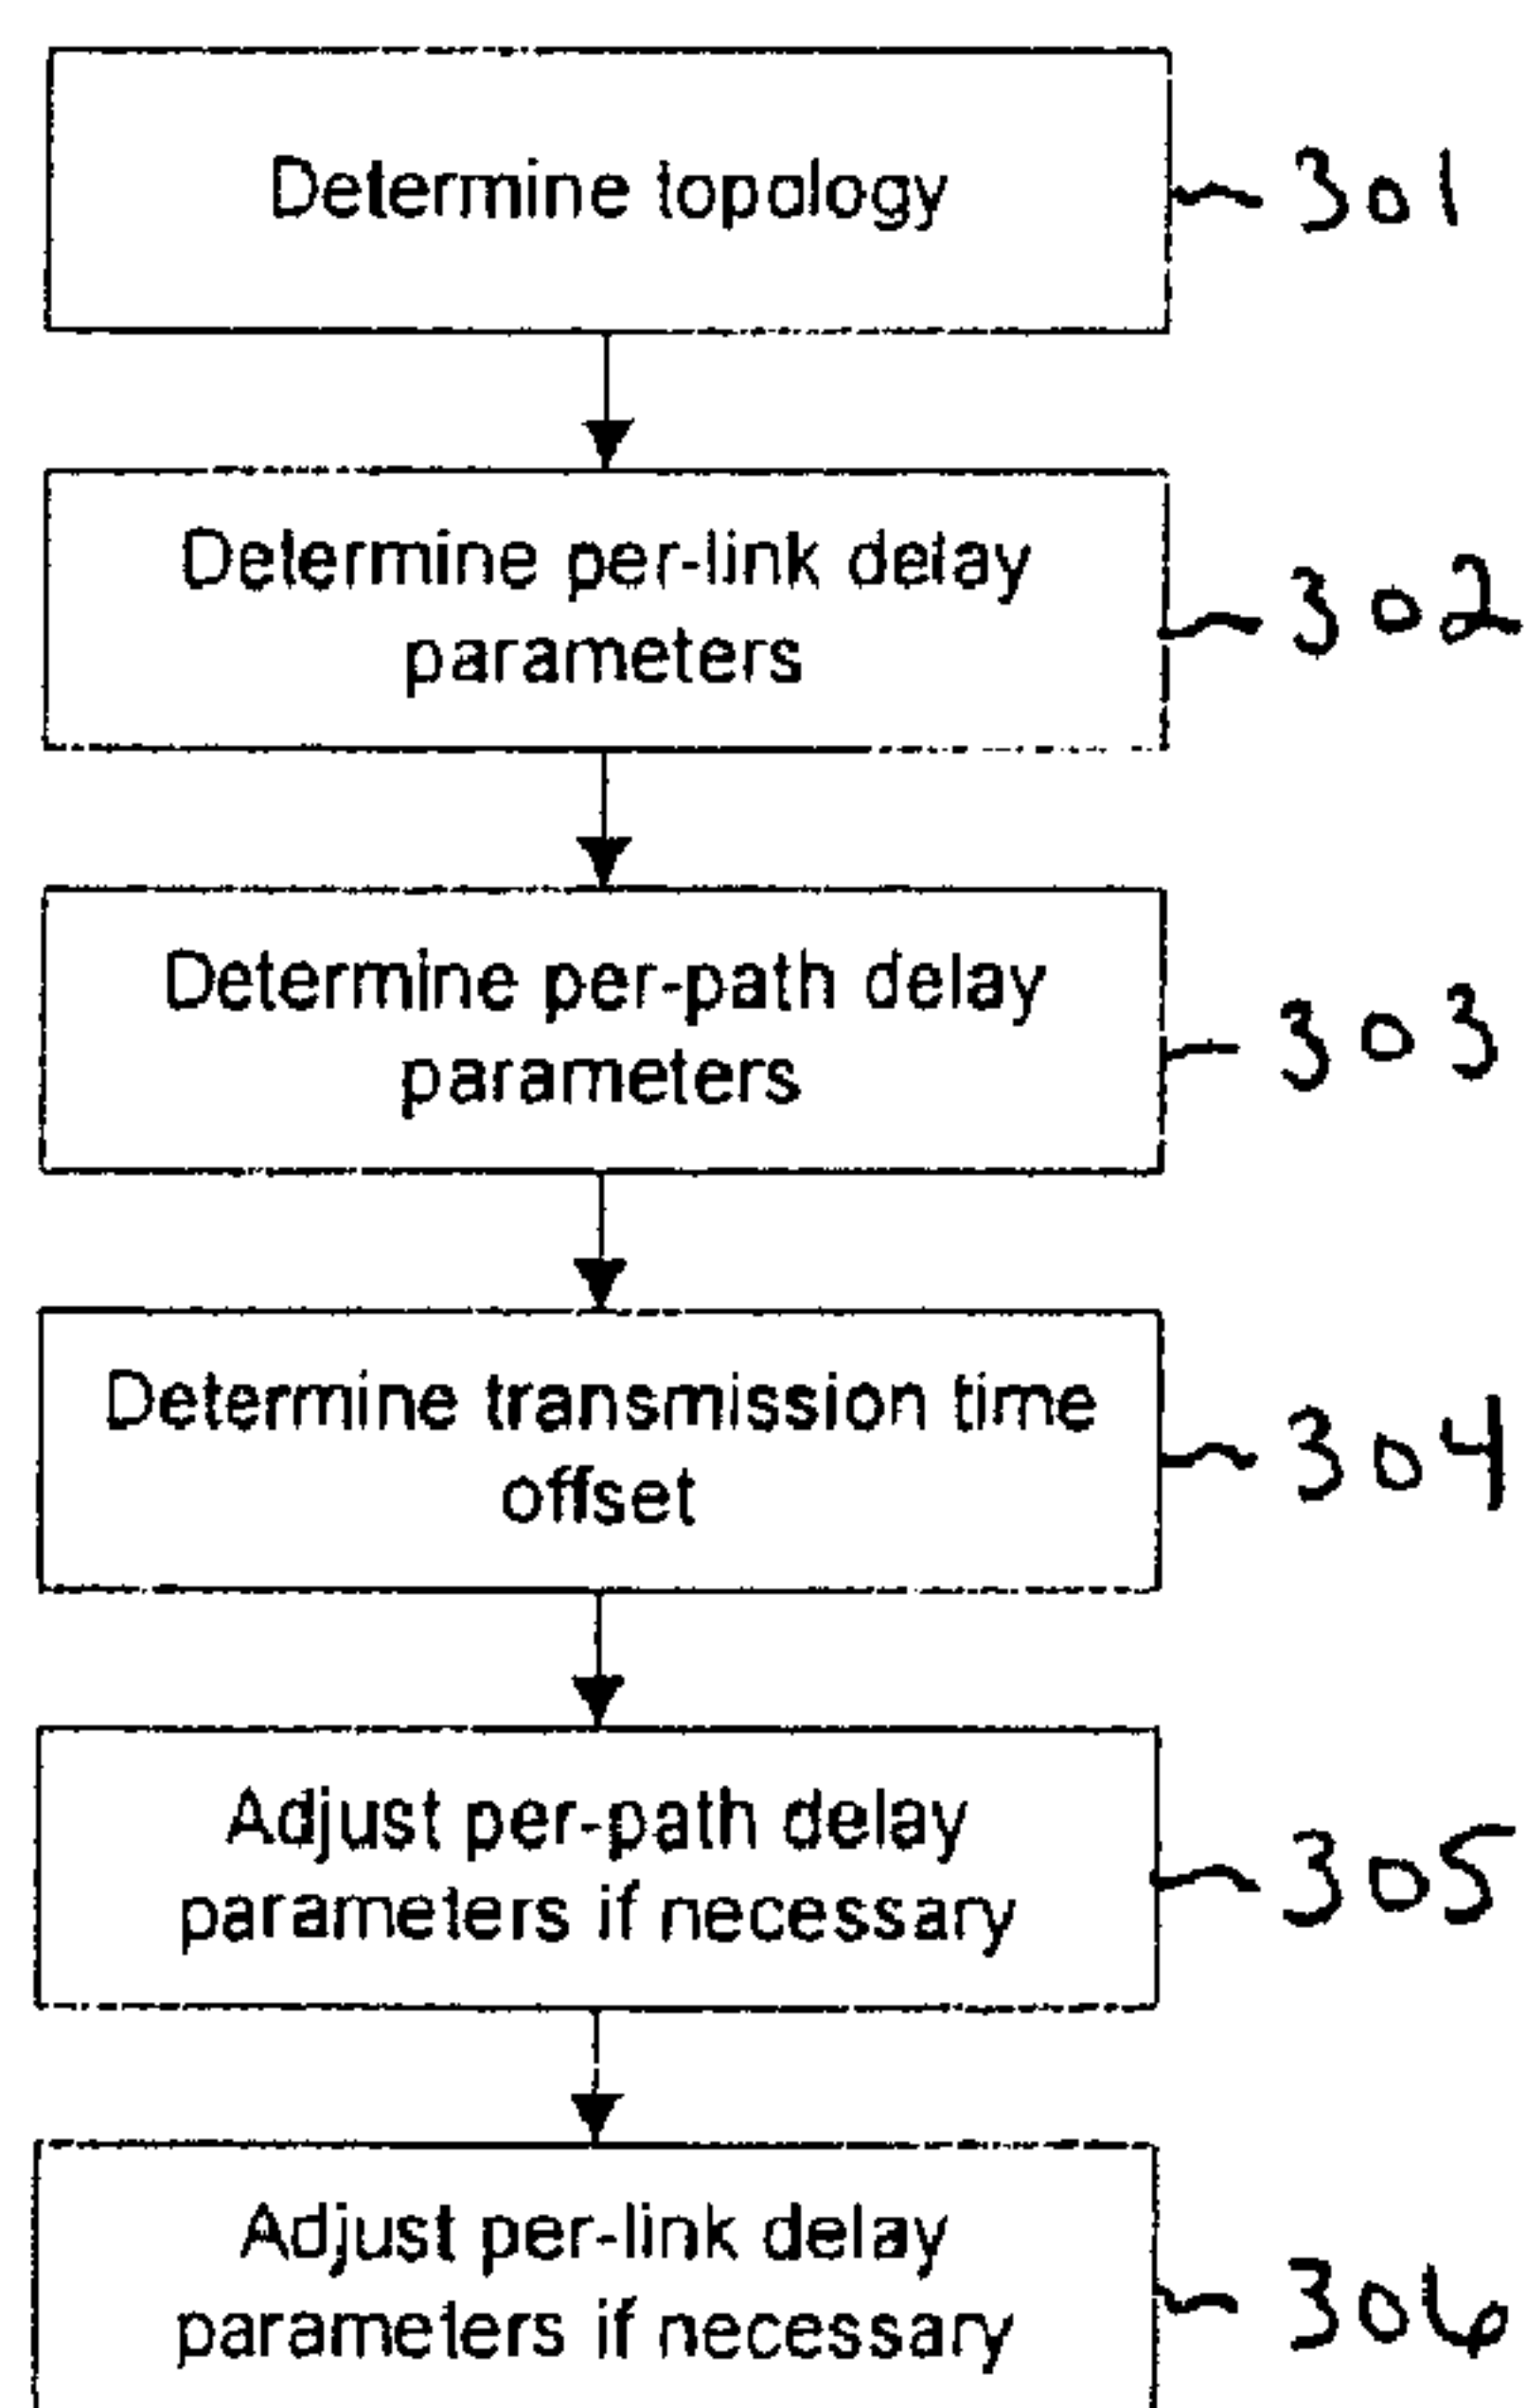 Determine topology
301
Determine per-link delay
parameters
302
Determine per-path delay
parameters
303
Determine transmission time
offset
304
Adjust per-path delay
parameters if necessary
305
Adjust per-link delay
parameters if necessary
306